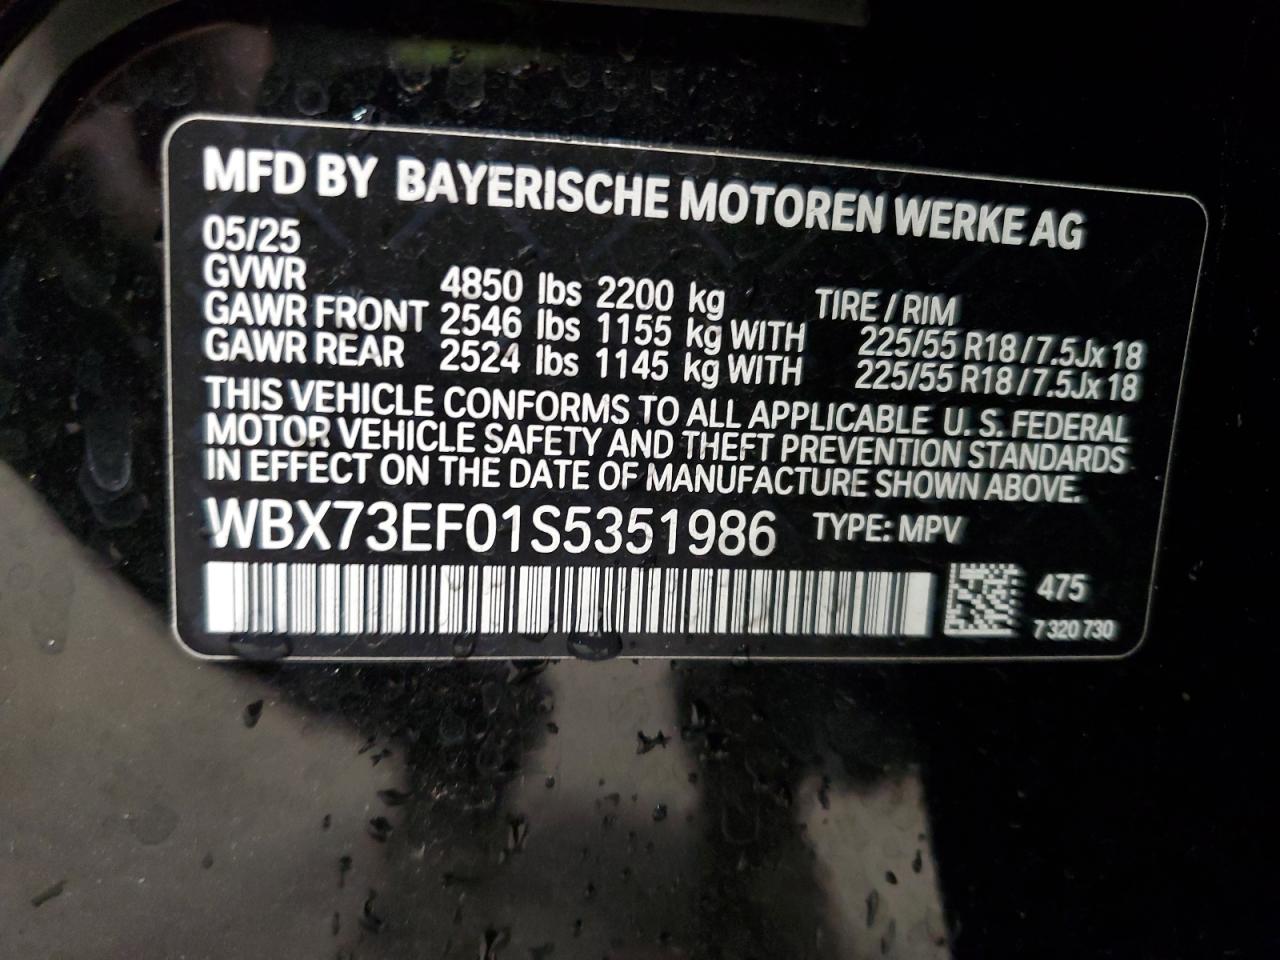 MFD BY BAYERISCHE MOTOREN WERKE AG
05/25
GVWR 4850 lbs 2200 kg TIRE / RIM
GAWR FRONT 2546 lbs 1155 kg WITH 225/55 R18 / 7.5Jx 18
GAWR REAR 2524 lbs 1145 kg WITH 225/55 R18 / 7.5Jx 18
THIS VEHICLE CONFORMS TO ALL APPLICABLE U. S. FEDERAL
MOTOR VEHICLE SAFETY AND THEFT PREVENTION STANDARDS
IN EFFECT ON THE DATE OF MANUFACTURE SHOWN ABOVE.
WBX73EF01S5351986 TYPE: MPV
475
7 320 730